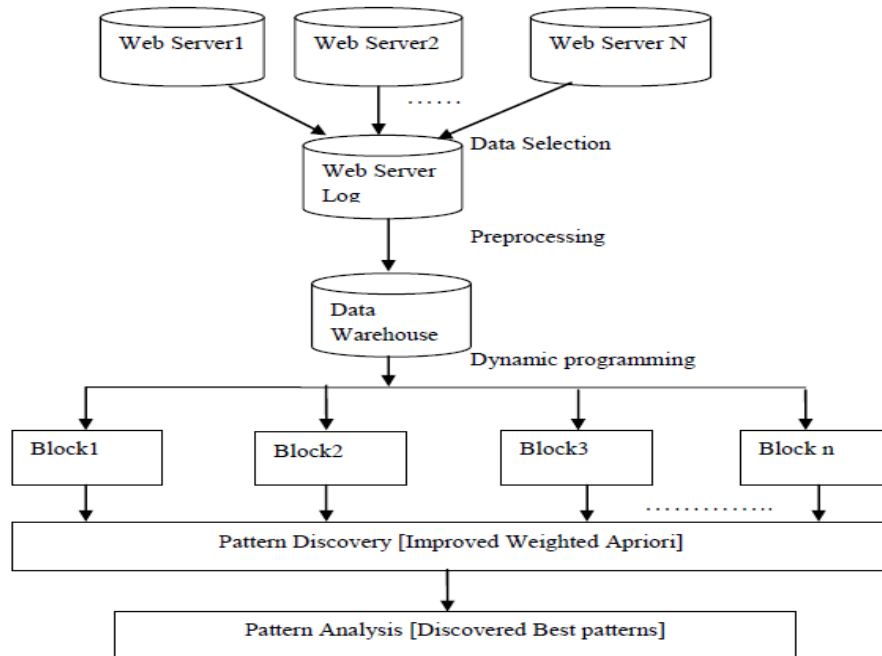 Web Server1
Web Server2
Web Server N
......
Data Selection
Web Server
Log
Preprocessing
Data
Warehouse
Dynamic programming
Block1
Block2
Block3
Block n
..............
Pattern Discovery [Improved Weighted Apriori]
Pattern Analysis [Discovered Best patterns]